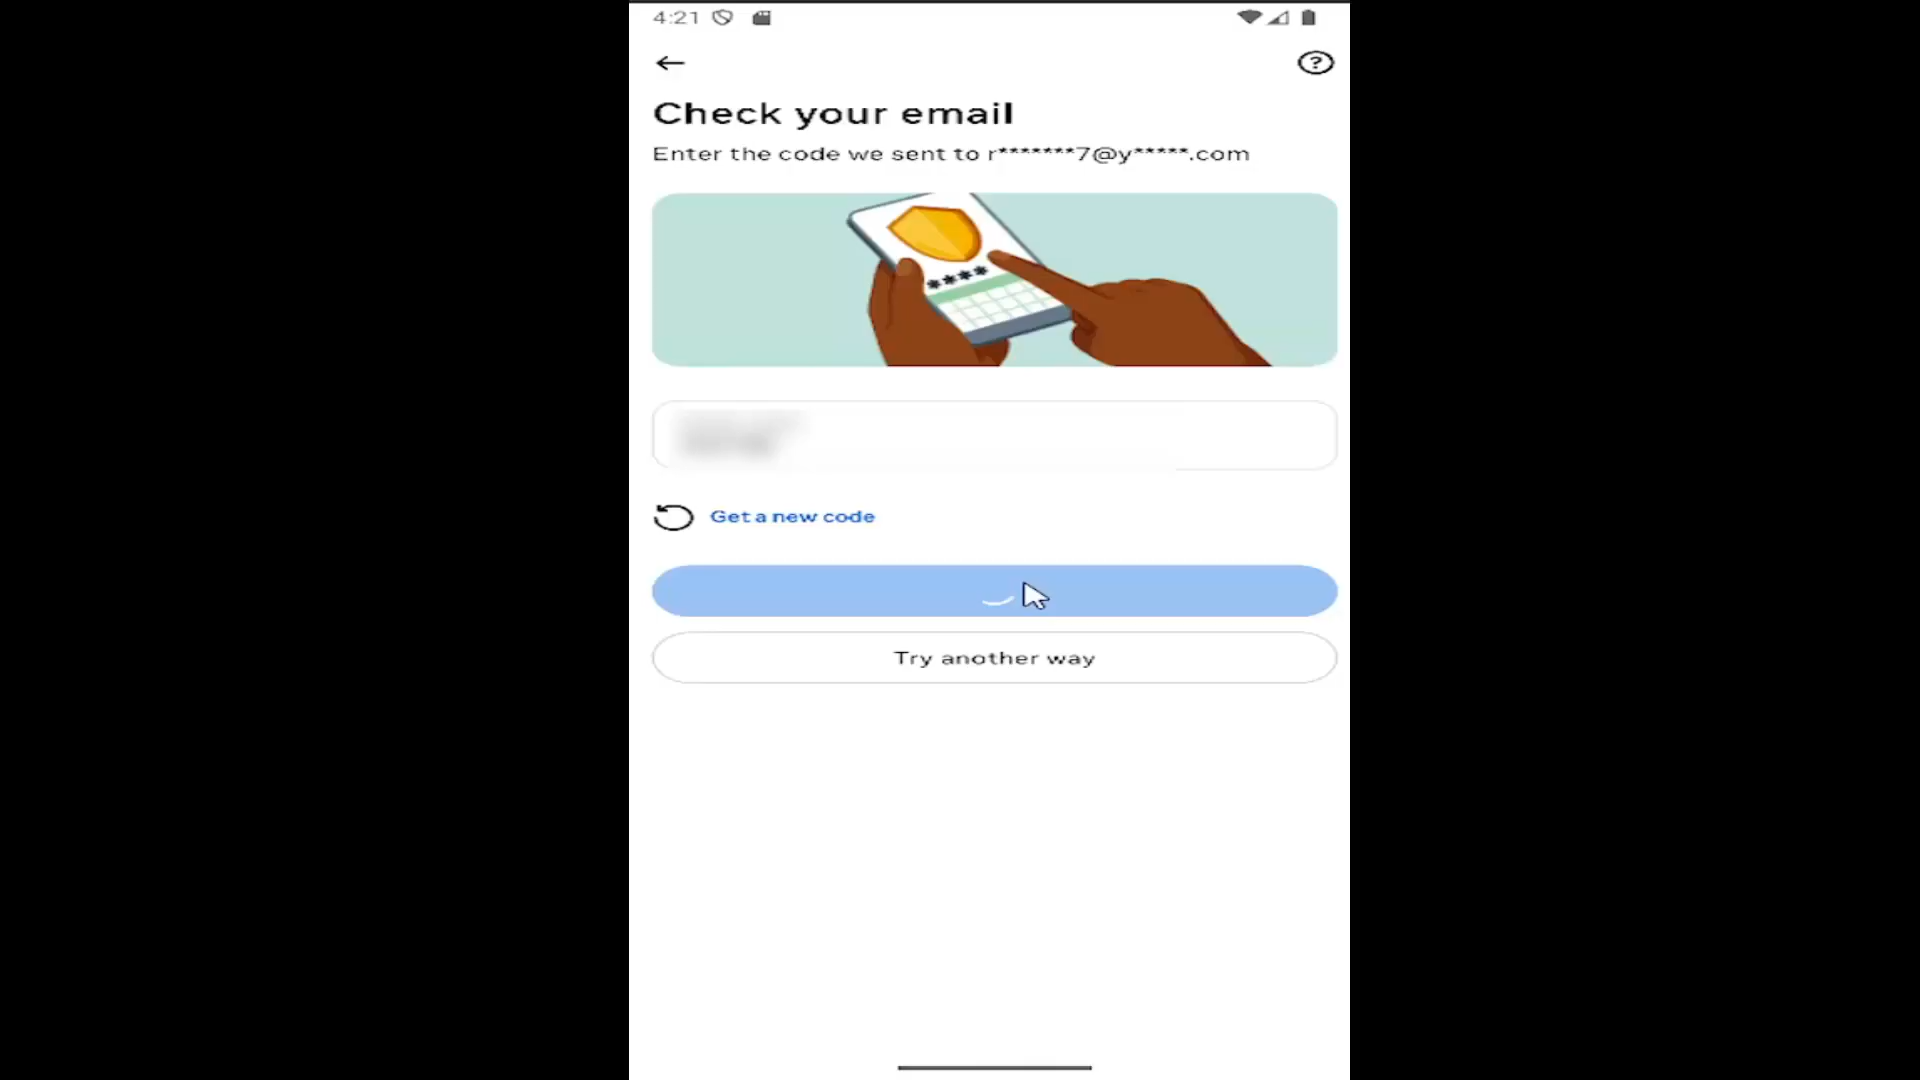 4:21
Check your email
Enter the code we sent to r*******7@y*****.com
****
Get a new code
Try another way